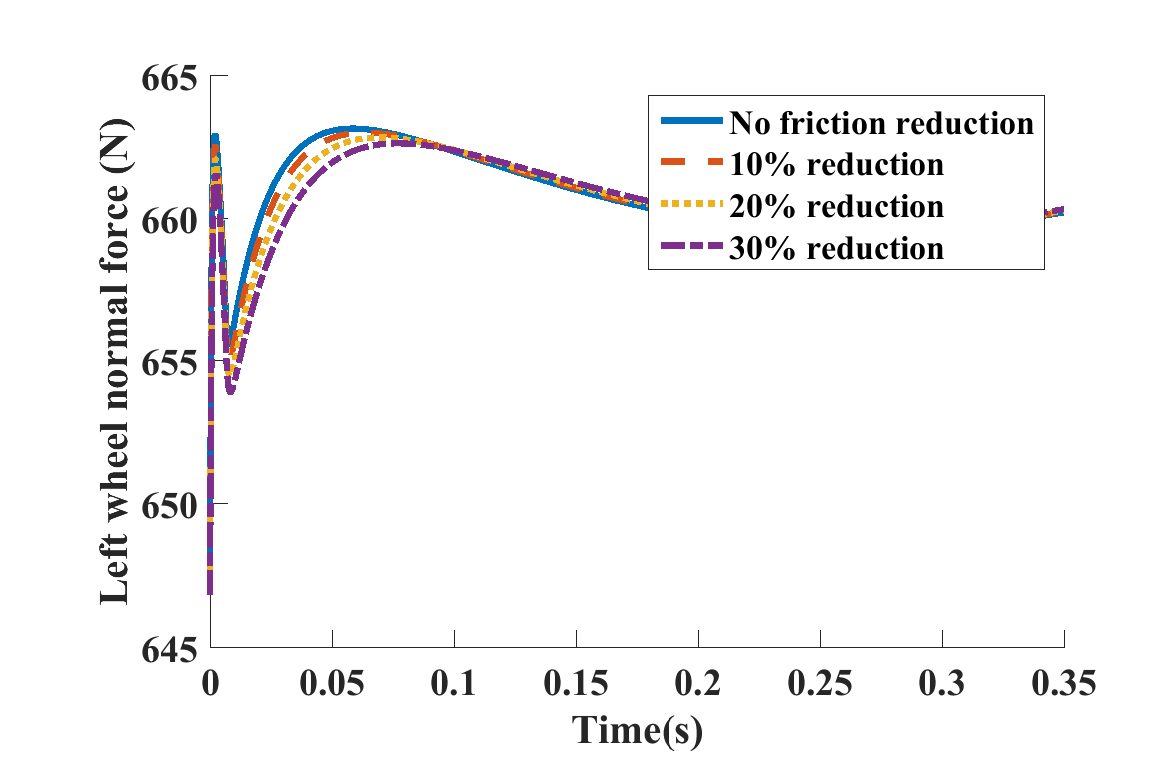 665
660
655
650
645
Left wheel normal force (N)
No friction reduction
10% reduction
20% reduction
30% reduction
0 0.05 0.1 0.15 0.2 0.25 0.3 0.35
Time(s)